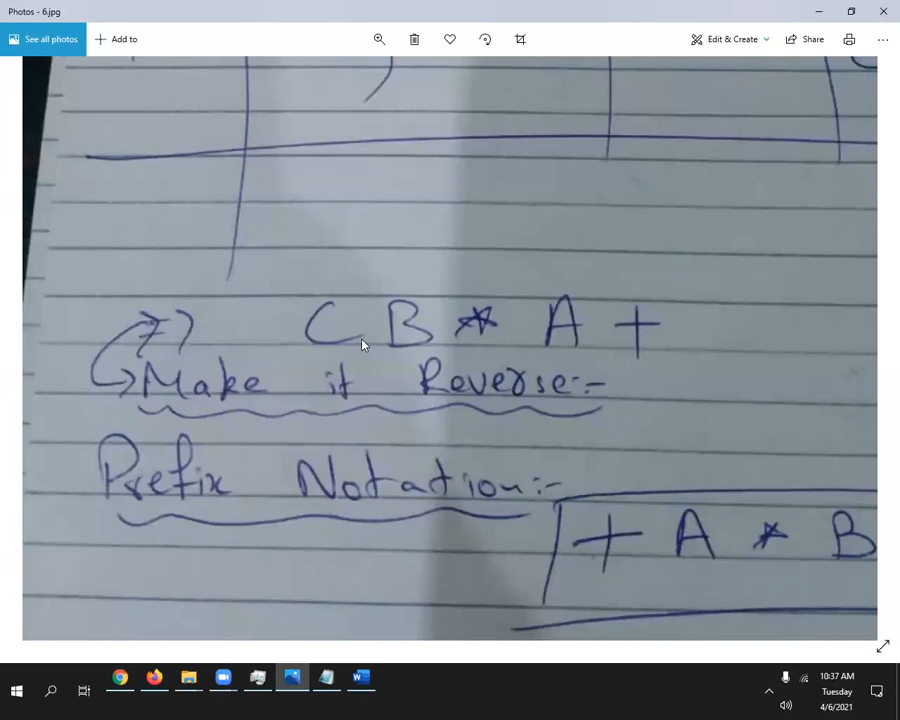 Photos - 6.jpg
See all photos
Add to
Edit & Create
Share
7) C B * A +
Make it Reverse:-
Prefix Notation:-
+ A * B
10:37 AM
Tuesday
4/6/2021